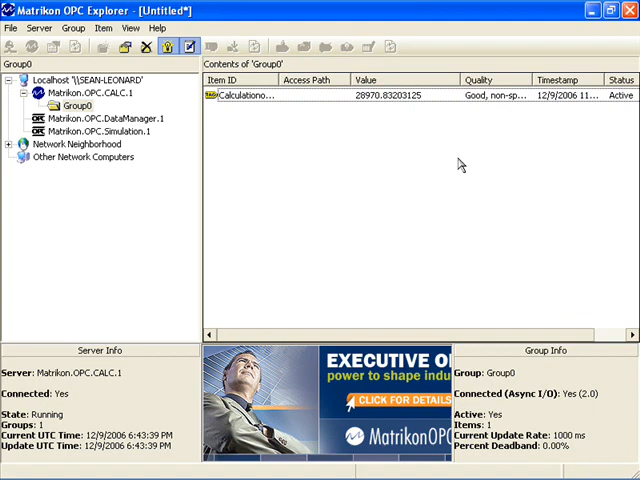 Matrikon OPC Explorer - [Untitled*]
File Server Group Item View Help
Group0
Contents of 'Group0'
Localhost '\\SEAN-LEONARD'
Matrikon.OPC.CALC.1
Group0
Matrikon.OPC.DataManager.1
Matrikon.OPC.Simulation.1
Network Neighborhood
Other Network Computers
Item ID Access Path Value Quality Timestamp Status
Calculationo... 28970.83203125 Good, non-sp... 12/9/2006 11... Active
Server Info
Server: Matrikon.OPC.CALC.1
Connected: Yes
State: Running
Groups: 1
Current UTC Time: 12/9/2006 6:43:39 PM
Update UTC Time: 12/9/2006 6:43:39 PM
EXECUTIVE O
power to shape indu
CLICK FOR DETAILS
MatrikonOPC
Group Info
Group: Group0
Connected (Async I/O): Yes (2.0)
Active: Yes
Items: 1
Current Update Rate: 1000 ms
Percent Deadband: 0.00%